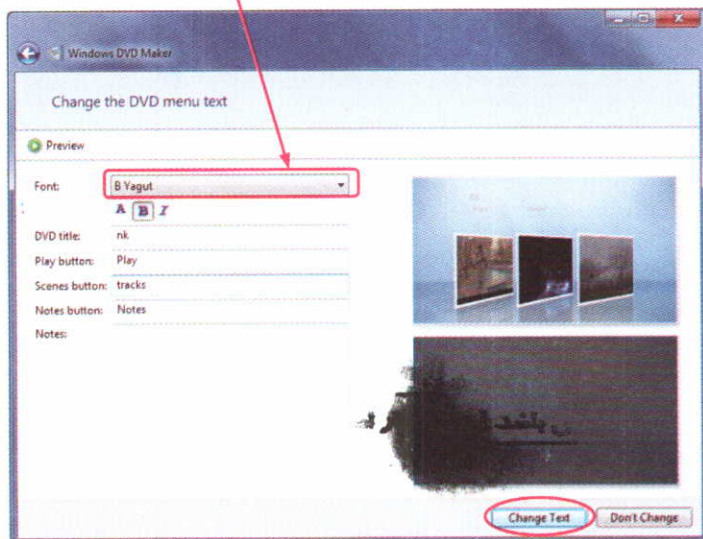 Windows DVD Maker
Change the DVD menu text
Preview
Font: B Yagut
A B I
DVD title: nk
Play button: Play
Scenes button: tracks
Notes button: Notes
Notes:
Change Text Don't Change